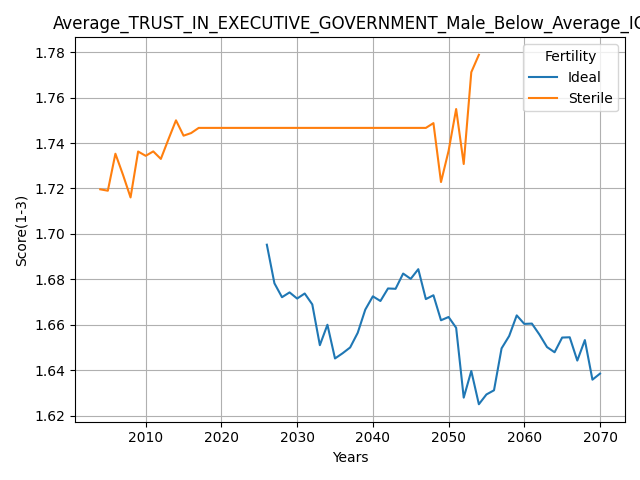 Average_TRUST_IN_EXECUTIVE_GOVERNMENT_Male_Below_Average_IQ
Fertility
Ideal
Sterile
Score(1-3)
1.78
1.76
1.74
1.72
1.70
1.68
1.66
1.64
1.62
2010 2020 2030 2040 2050 2060 2070
Years